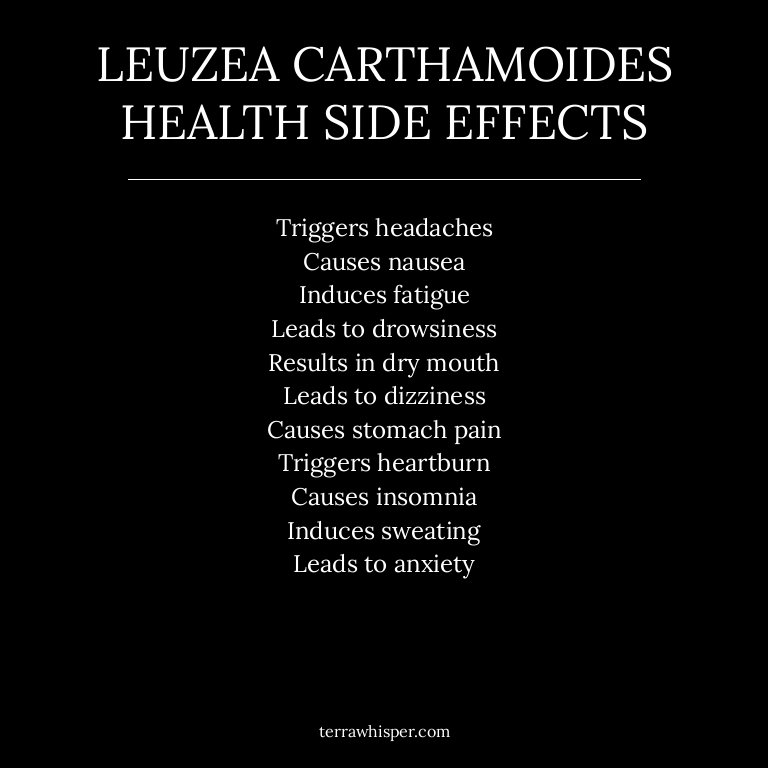 LEUZEA CARTHAMOIDES
HEALTH SIDE EFFECTS
Triggers headaches
Causes nausea
Induces fatigue
Leads to drowsiness
Results in dry mouth
Leads to dizziness
Causes stomach pain
Triggers heartburn
Causes insomnia
Induces sweating
Leads to anxiety
terrawhisper.com